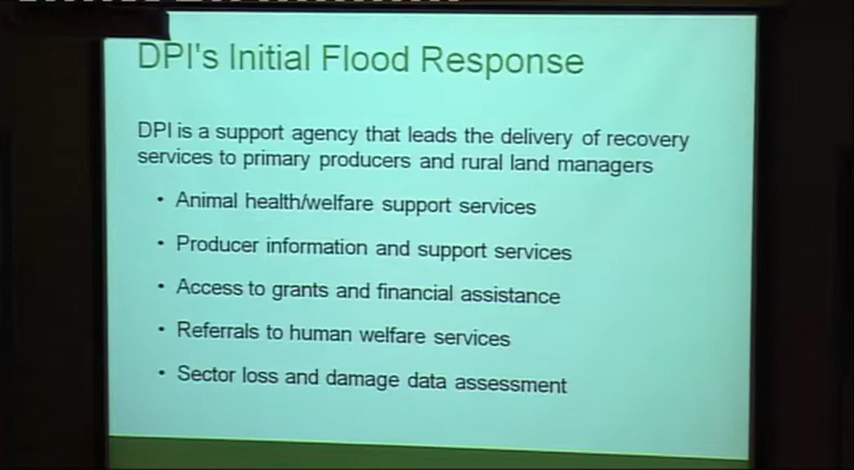 DPI's Initial Flood Response
DPI is a support agency that leads the delivery of recovery
services to primary producers and rural land managers
• Animal health/welfare support services
• Producer information and support services
• Access to grants and financial assistance
• Referrals to human welfare services
• Sector loss and damage data assessment